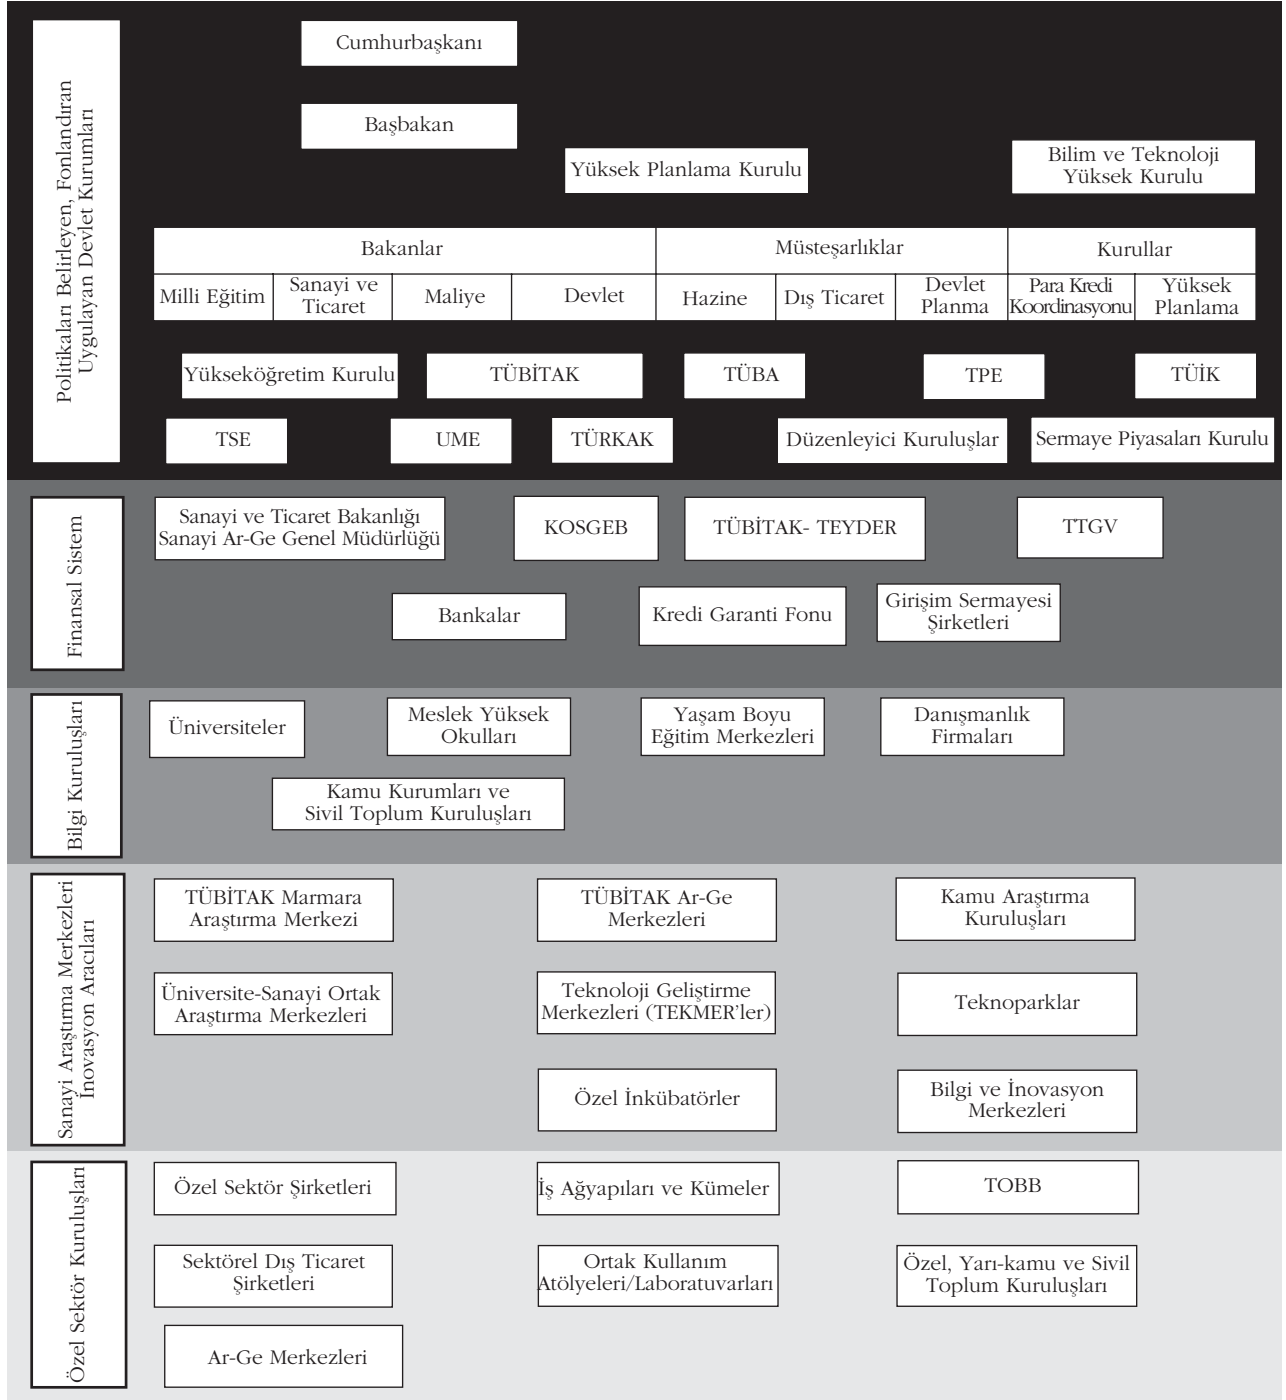 Politikaları Belirleyen, Fonlandıran
Uygulayan Devlet Kurumları
Cumhurbaşkanı
Başbakan
Yüksek Planlama Kurulu
Bilim ve Teknoloji
Yüksek Kurulu
Bakanlar
Müsteşarlıklar
Kurullar
Milli Eğitim
Sanayi ve
Ticaret
Maliye
Devlet
Hazine
Dış Ticaret
Devlet
Planma
Para Kredi
Koordinasyonu
Yüksek
Planlama
Yükseköğretim Kurulu
TÜBİTAK
TÜBA
TPE
TÜİK
TSE
UME
TÜRKAK
Düzenleyici Kuruluşlar
Sermaye Piyasaları Kurulu
Finansal Sistem
Sanayi ve Ticaret Bakanlığı
Sanayi Ar-Ge Genel Müdürlüğü
KOSGEB
TÜBİTAK- TEYDER
TTGV
Bankalar
Kredi Garanti Fonu
Girişim Sermayesi
Şirketleri
Bilgi Kuruluşları
Üniversiteler
Meslek Yüksek
Okulları
Yaşam Boyu
Eğitim Merkezleri
Danışmanlık
Firmaları
Kamu Kurumları ve
Sivil Toplum Kuruluşları
Sanayi Araştırma Merkezleri
İnovasyon Aracıları
TÜBİTAK Marmara
Araştırma Merkezi
TÜBİTAK Ar-Ge
Merkezleri
Kamu Araştırma
Kuruluşları
Üniversite-Sanayi Ortak
Araştırma Merkezleri
Teknoloji Geliştirme
Merkezleri (TEKMER'ler)
Teknoparklar
Özel İnkübatörler
Bilgi ve İnovasyon
Merkezleri
Özel Sektör Kuruluşları
Özel Sektör Şirketleri
İş Ağyapıları ve Kümeler
TOBB
Sektörel Dış Ticaret
Şirketleri
Ortak Kullanım
Atölyeleri/Laboratuvarları
Özel, Yarı-kamu ve Sivil
Toplum Kuruluşları
Ar-Ge Merkezleri